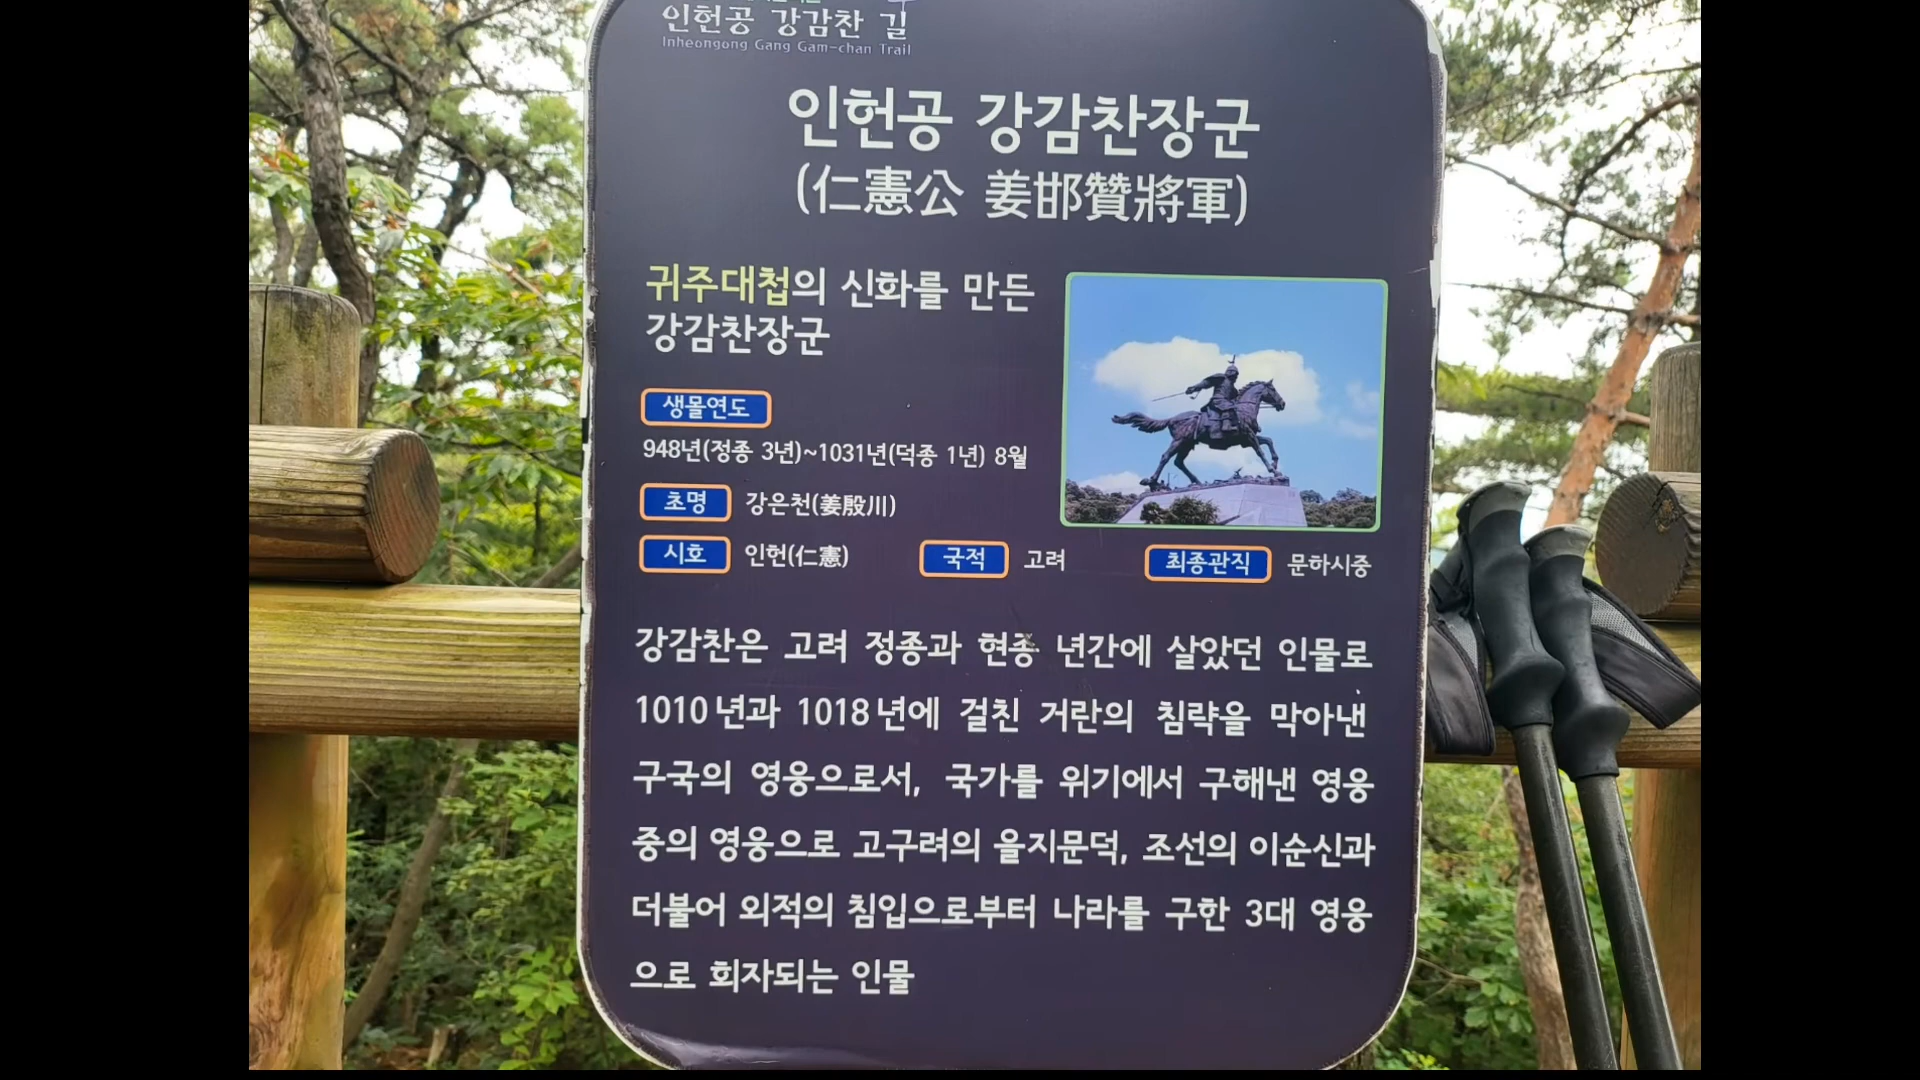 인헌공 강감찬 길
Inheongong Gang Gam-chan Trail
인헌공 강감찬장군
(仁憲公 姜邯贊將軍)
귀주대첩의 신화를 만든
강감찬장군
생몰연도
948년(정종 3년)~1031년(덕종 1년) 8월
초명 강은천(姜殷川)
시호 인헌(仁憲) 국적 고려 최종관직 문하시중
강감찬은 고려 정종과 현종 년간에 살았던 인물로
1010년과 1018년에 걸친 거란의 침략을 막아낸
구국의 영웅으로서, 국가를 위기에서 구해낸 영웅
중의 영웅으로 고구려의 을지문덕, 조선의 이순신과
더불어 외적의 침입으로부터 나라를 구한 3대 영웅
으로 회자되는 인물